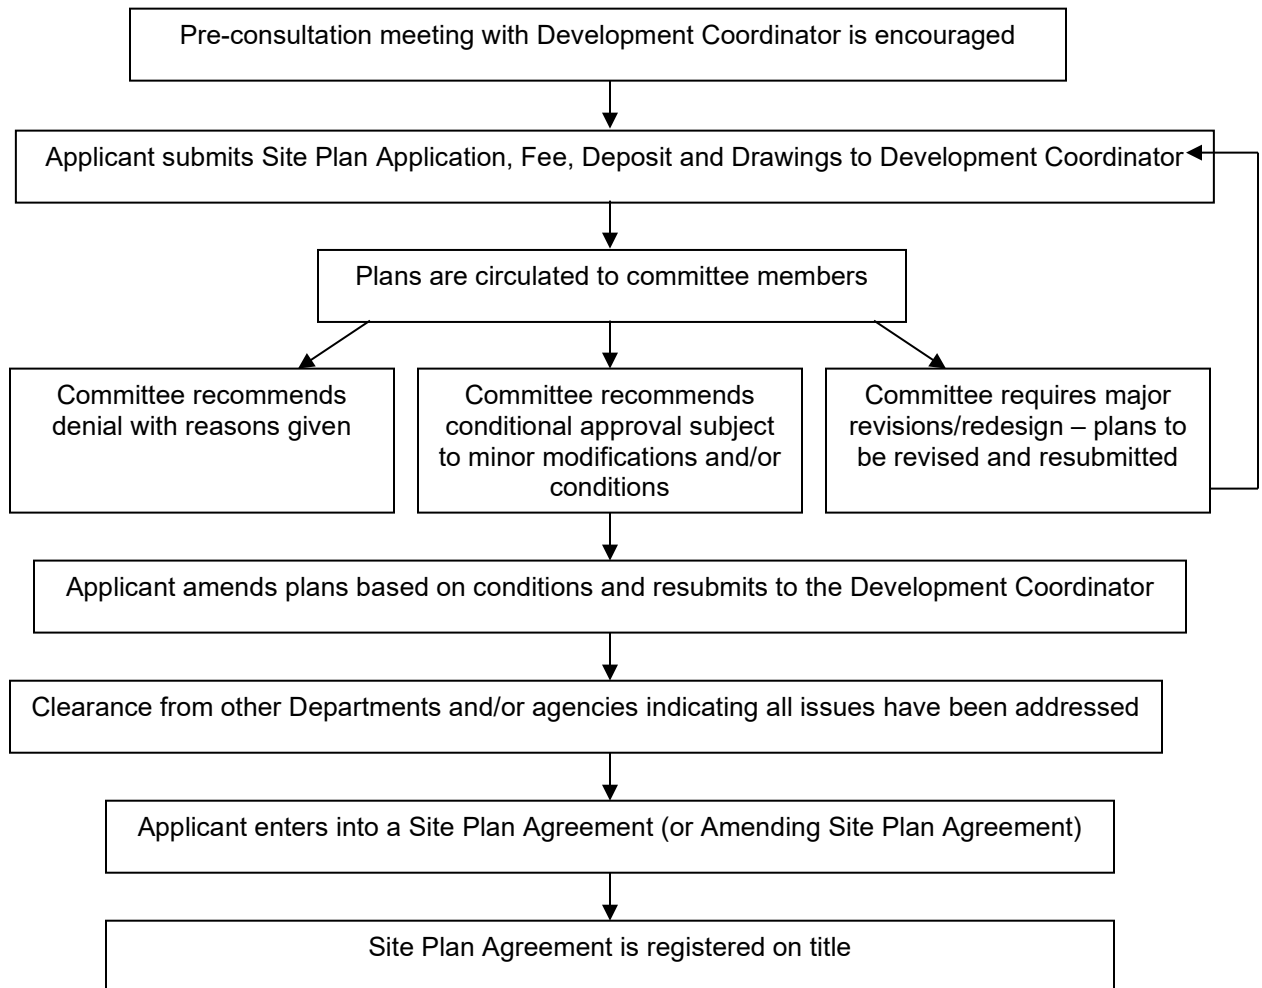 Pre-consultation meeting with Development Coordinator is encouraged
Applicant submits Site Plan Application, Fee, Deposit and Drawings to Development Coordinator
Plans are circulated to committee members
Committee recommends
denial with reasons given
Committee recommends
conditional approval subject
to minor modifications and/or
conditions
Committee requires major
revisions/redesign – plans to
be revised and resubmitted
Applicant amends plans based on conditions and resubmits to the Development Coordinator
Clearance from other Departments and/or agencies indicating all issues have been addressed
Applicant enters into a Site Plan Agreement (or Amending Site Plan Agreement)
Site Plan Agreement is registered on title